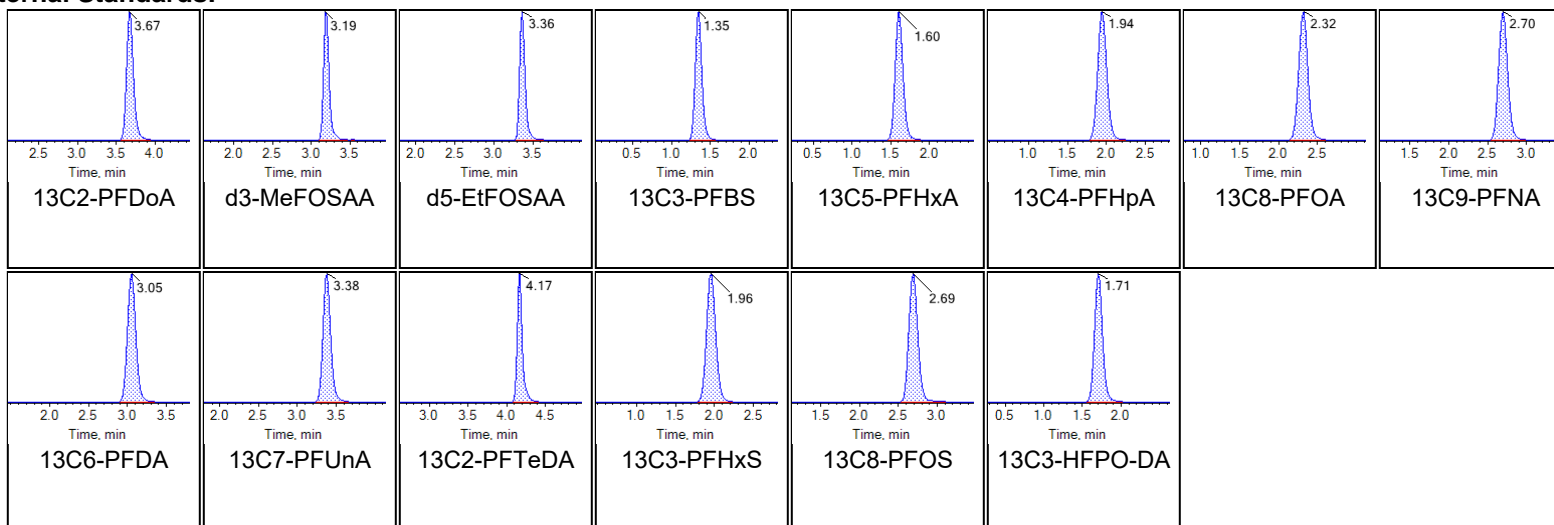 ternal Standards:
3.67 3.19 3.36 1.35 1.60 1.94 2.32 2.70
2.5 3.0 3.5 4.0 2.0 2.5 3.0 3.5 2.0 2.5 3.0 3.5 0.5 1.0 1.5 2.0 0.5 1.0 1.5 2.0 1.0 1.5 2.0 2.5 1.0 1.5 2.0 2.5 1.5 2.0 2.5 3.0
Time, min Time, min Time, min Time, min Time, min Time, min Time, min Time, min
13C2-PFDoA d3-MeFOSAA d5-EtFOSAA 13C3-PFBS 13C5-PFHxA 13C4-PFHpA 13C8-PFOA 13C9-PFNA
3.05 3.38 4.17 1.96 2.69 1.71
2.0 2.5 3.0 3.5 2.0 2.5 3.0 3.5 3.0 3.5 4.0 4.5 1.0 1.5 2.0 2.5 1.5 2.0 2.5 3.0 0.5 1.0 1.5 2.0
Time, min Time, min Time, min Time, min Time, min Time, min
13C6-PFDA 13C7-PFUnA 13C2-PFTeDA 13C3-PFHxS 13C8-PFOS 13C3-HFPO-DA